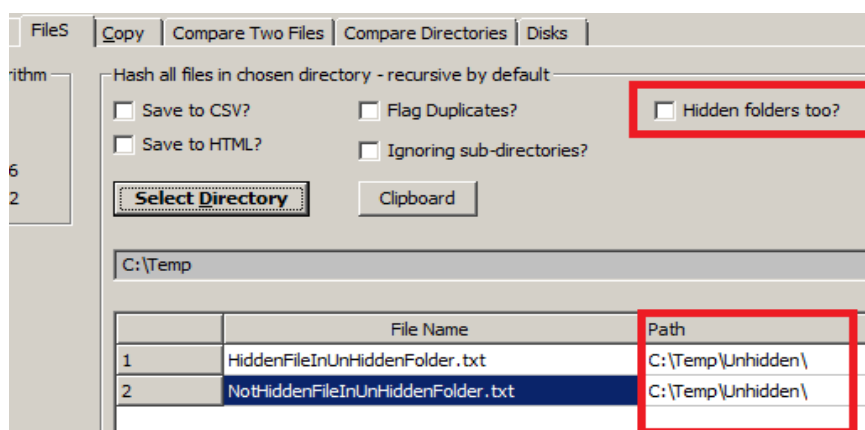 FileS Copy Compare Two Files Compare Directories Disks
rithm
Hash all files in chosen directory - recursive by default
Save to CSV? Flag Duplicates? Hidden folders too?
Save to HTML? Ignoring sub-directories?
6
2
Select Directory Clipboard
C:\Temp
File Name Path
1 HiddenFileInUnHiddenFolder.txt C:\Temp\Unhidden\
2 NotHiddenFileInUnHiddenFolder.txt C:\Temp\Unhidden\